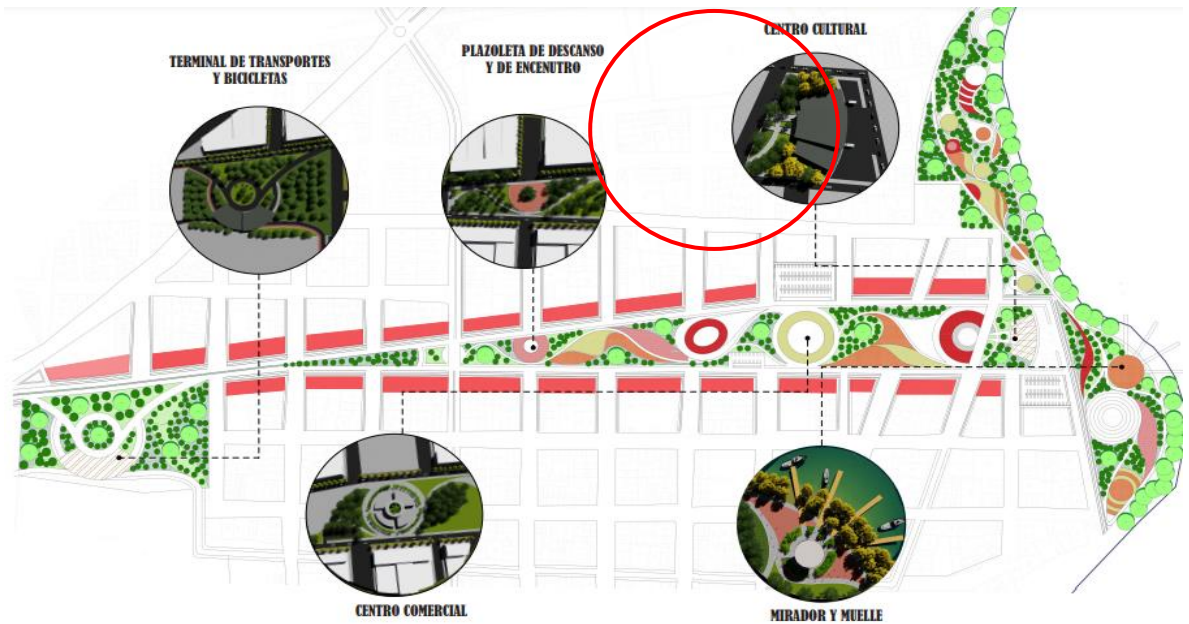 TERMINAL DE TRANSPORTES
Y BICICLETAS
PLAZOLETA DE DESCANSO
Y DE ENCENUTRO
CENTRO CULTURAL
CENTRO COMERCIAL
MIRADOR Y MUELLE